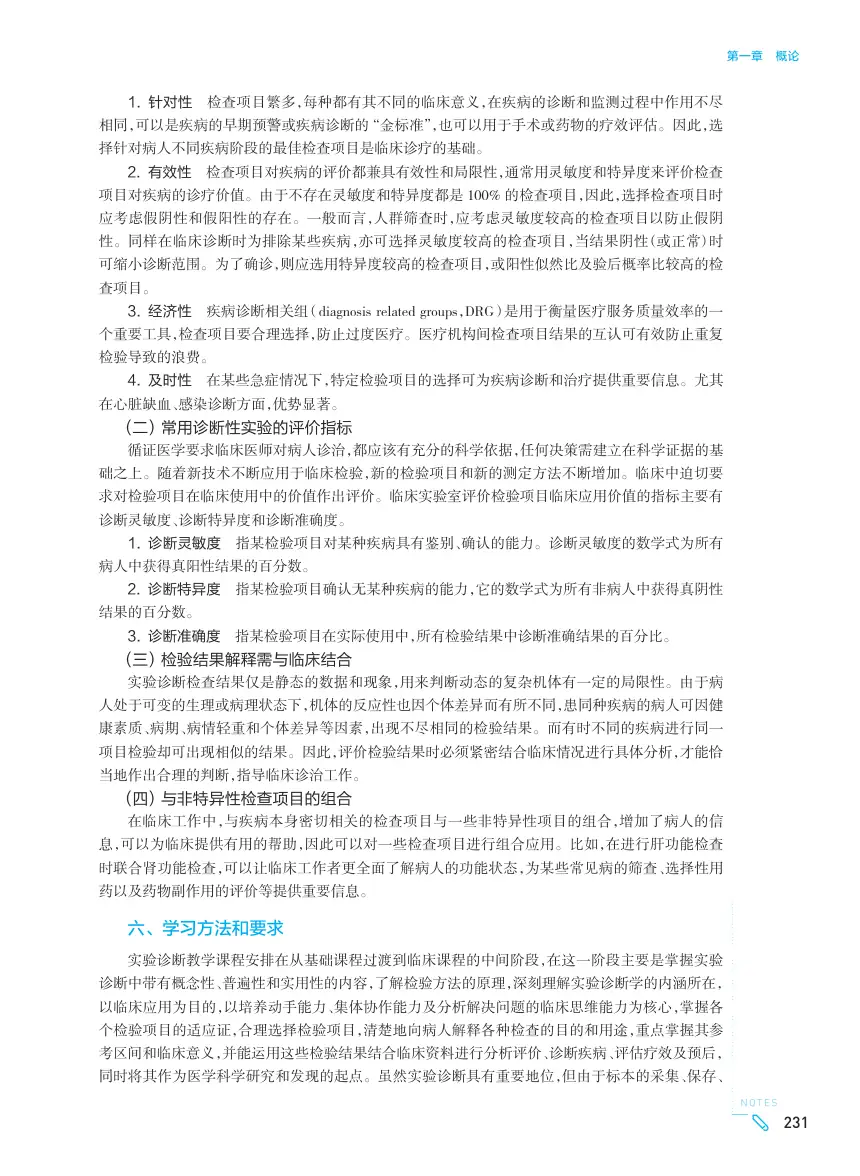 第一章　概论
1. 针对性　检查项目繁多，每种都有其不同的临床意义，在疾病的诊断和监测过程中作用不尽
相同，可以是疾病的早期预警或疾病诊断的“金标准”，也可以用于手术或药物的疗效评估。因此，选
择针对病人不同疾病阶段的最佳检查项目是临床诊疗的基础。
2. 有效性　检查项目对疾病的评价都兼具有效性和局限性，通常用灵敏度和特异度来评价检查
项目对疾病的诊疗价值。由于不存在灵敏度和特异度都是 100% 的检查项目，因此，选择检查项目时
应考虑假阴性和假阳性的存在。一般而言，人群筛查时，应考虑灵敏度较高的检查项目以防止假阴
性。同样在临床诊断时为排除某些疾病，亦可选择灵敏度较高的检查项目，当结果阴性（或正常）时
可缩小诊断范围。为了确诊，则应选用特异度较高的检查项目，或阳性似然比及验后概率比较高的检
查项目。
3. 经济性　疾病诊断相关组（diagnosis related groups，DRG）是用于衡量医疗服务质量效率的一
个重要工具，检查项目要合理选择，防止过度医疗。医疗机构间检查项目结果的互认可有效防止重复
检验导致的浪费。
4. 及时性　在某些急症情况下，特定检验项目的选择可为疾病诊断和治疗提供重要信息。尤其
在心脏缺血、感染诊断方面，优势显著。
（二）常用诊断性实验的评价指标
循证医学要求临床医师对病人诊治，都应该有充分的科学依据，任何决策需建立在科学证据的基
础之上。随着新技术不断应用于临床检验，新的检验项目和新的测定方法不断增加。临床中迫切要
求对检验项目在临床使用中的价值作出评价。临床实验室评价检验项目临床应用价值的指标主要有
诊断灵敏度、诊断特异度和诊断准确度。
1. 诊断灵敏度　指某检验项目对某种疾病具有鉴别、确认的能力。诊断灵敏度的数学式为所有
病人中获得真阳性结果的百分数。
2. 诊断特异度　指某检验项目确认无某种疾病的能力，它的数学式为所有非病人中获得真阴性
结果的百分数。
3. 诊断准确度　指某检验项目在实际使用中，所有检验结果中诊断准确结果的百分比。
（三）检验结果解释需与临床结合
实验诊断检查结果仅是静态的数据和现象，用来判断动态的复杂机体有一定的局限性。由于病
人处于可变的生理或病理状态下，机体的反应性也因个体差异而有所不同，患同种疾病的病人可因健
康素质、病期、病情轻重和个体差异等因素，出现不尽相同的检验结果。而有时不同的疾病进行同一
项目检验却可出现相似的结果。因此，评价检验结果时必须紧密结合临床情况进行具体分析，才能恰
当地作出合理的判断，指导临床诊治工作。
（四）与非特异性检查项目的组合
在临床工作中，与疾病本身密切相关的检查项目与一些非特异性项目的组合，增加了病人的信
息，可以为临床提供有用的帮助，因此可以对一些检查项目进行组合应用。比如，在进行肝功能检查
时联合肾功能检查，可以让临床工作者更全面了解病人的功能状态，为某些常见病的筛查、选择性用
药以及药物副作用的评价等提供重要信息。
六、学习方法和要求
实验诊断教学课程安排在从基础课程过渡到临床课程的中间阶段，在这一阶段主要是掌握实验
诊断中带有概念性、普遍性和实用性的内容，了解检验方法的原理，深刻理解实验诊断学的内涵所在，
以临床应用为目的，以培养动手能力、集体协作能力及分析解决问题的临床思维能力为核心，掌握各
个检验项目的适应证，合理选择检验项目，清楚地向病人解释各种检查的目的和用途，重点掌握其参
考区间和临床意义，并能运用这些检验结果结合临床资料进行分析评价、诊断疾病、评估疗效及预后，
同时将其作为医学科学研究和发现的起点。虽然实验诊断具有重要地位，但由于标本的采集、保存、
NOTES
231